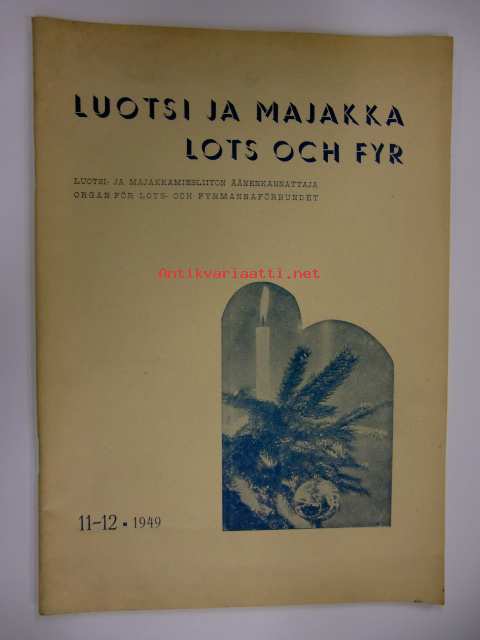 LUOTSI JA MAJAKKA
LOTS OCH FYR
LUOTSI- JA MAJAKKAMIESLIITON ÄÄNENKANNATTAJA
ORGAN FÖR LOTS- OCH FYRMANNAFÖRBUNDET
Antikvariaatti.net
11-12 ▪ 1949